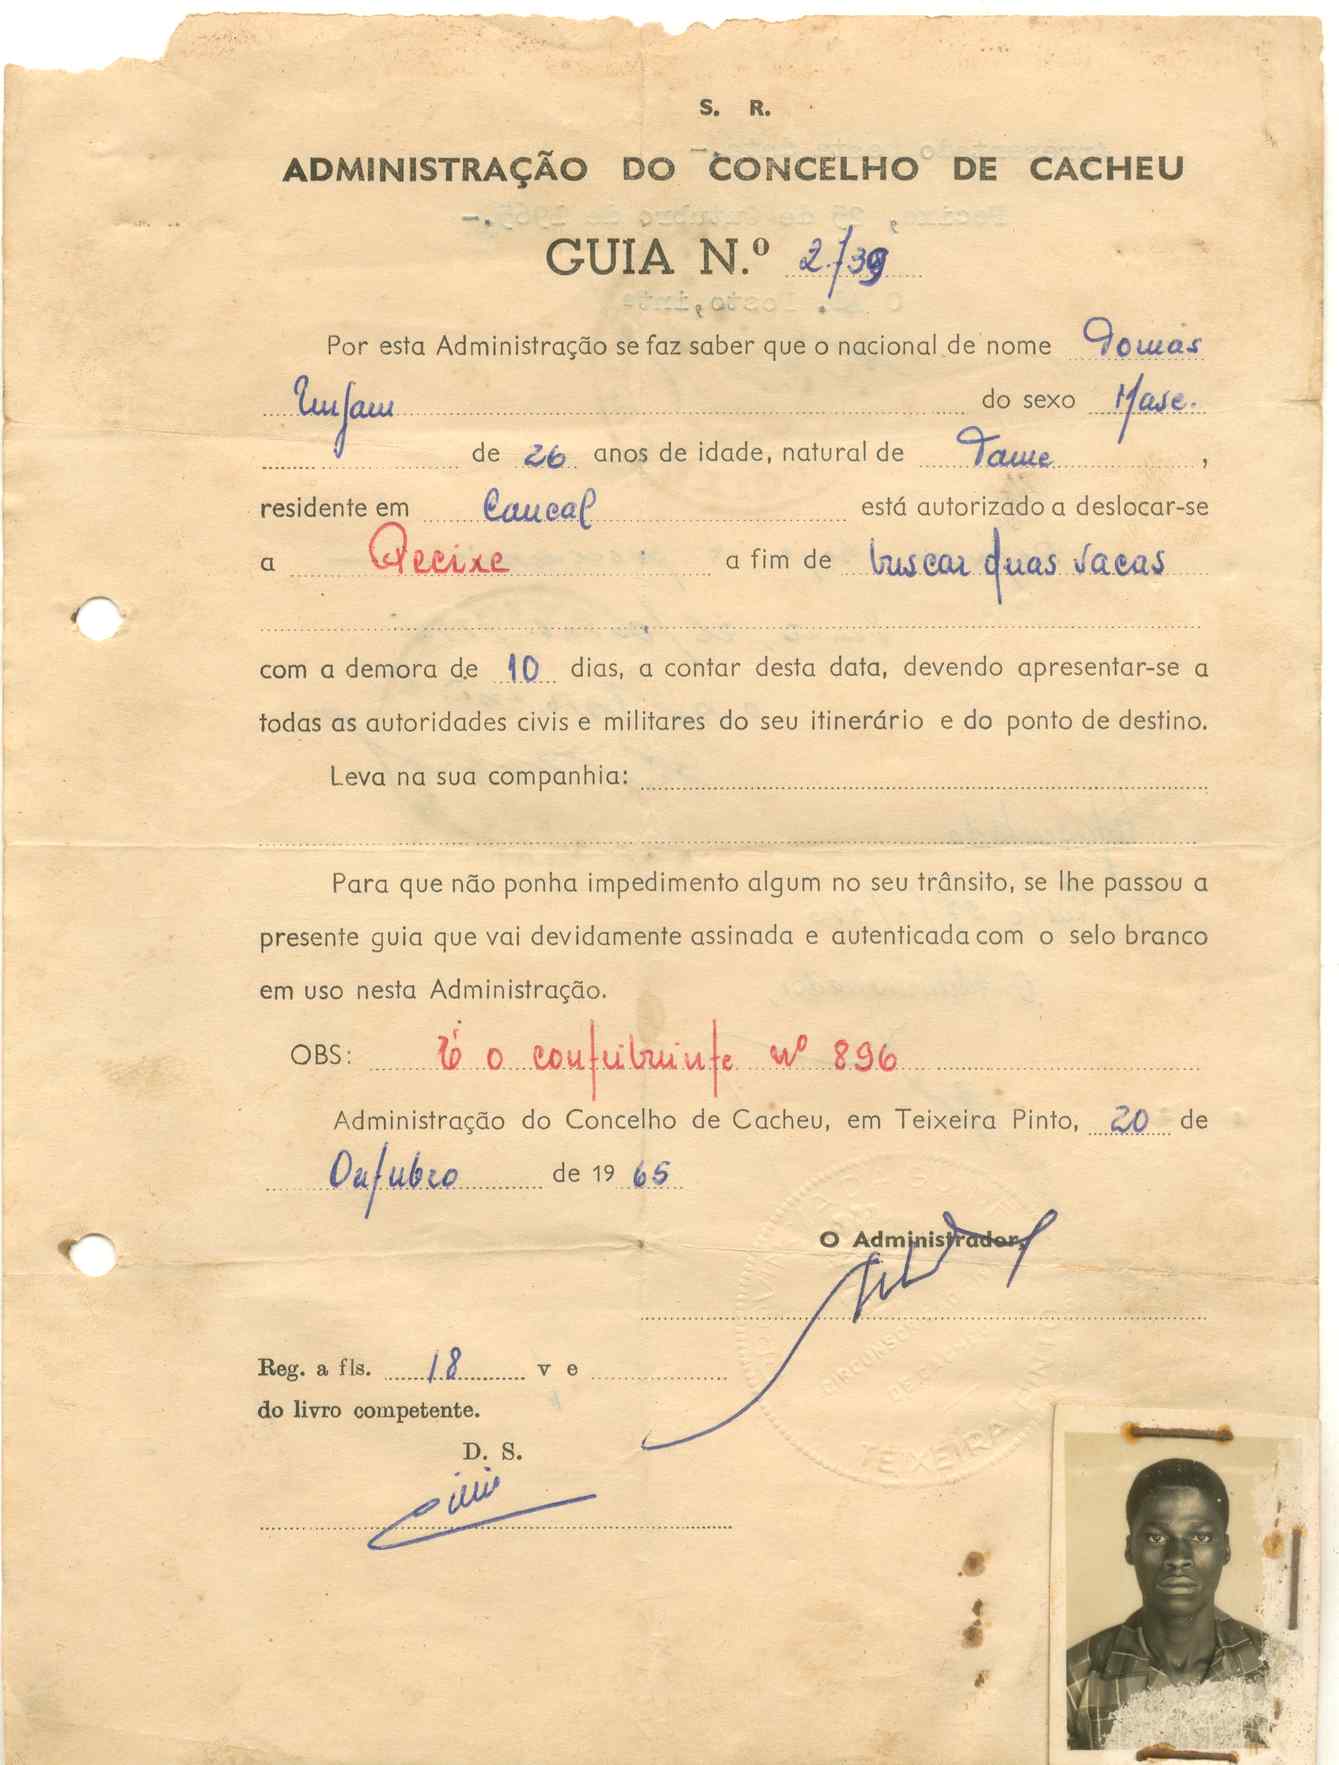 S. R.
ADMINISTRAÇÃO DO CONCELHO DE CACHEU
GUIA N.º 2/39
Por esta Administração se faz saber que o nacional de nome Domás
do sexo Masc.
de 26 anos de idade, natural de Tame,
residente em Caucal está autorizado a deslocar-se
a Pecixe a fim de buscar duas vacas
com a demora de 10 dias, a contar desta data, devendo apresentar-se a
todas as autoridades civis e militares do seu itinerário e do ponto de destino.
Leva na sua companhia:
Para que não ponha impedimento algum no seu trânsito, se lhe passou a
presente guia que vai devidamente assinada e autenticada com o selo branco
em uso nesta Administração.
OBS: É o contribuinte nº 896
Administração do Concelho de Cacheu, em Teixeira Pinto, 20 de
Outubro de 1965
O Administrador,
Reg. a fls. 18 v e
do livro competente.
D. S.
CIRCUNSCRIÇÃO
DE CACHEU
TEIXEIRA PINTO